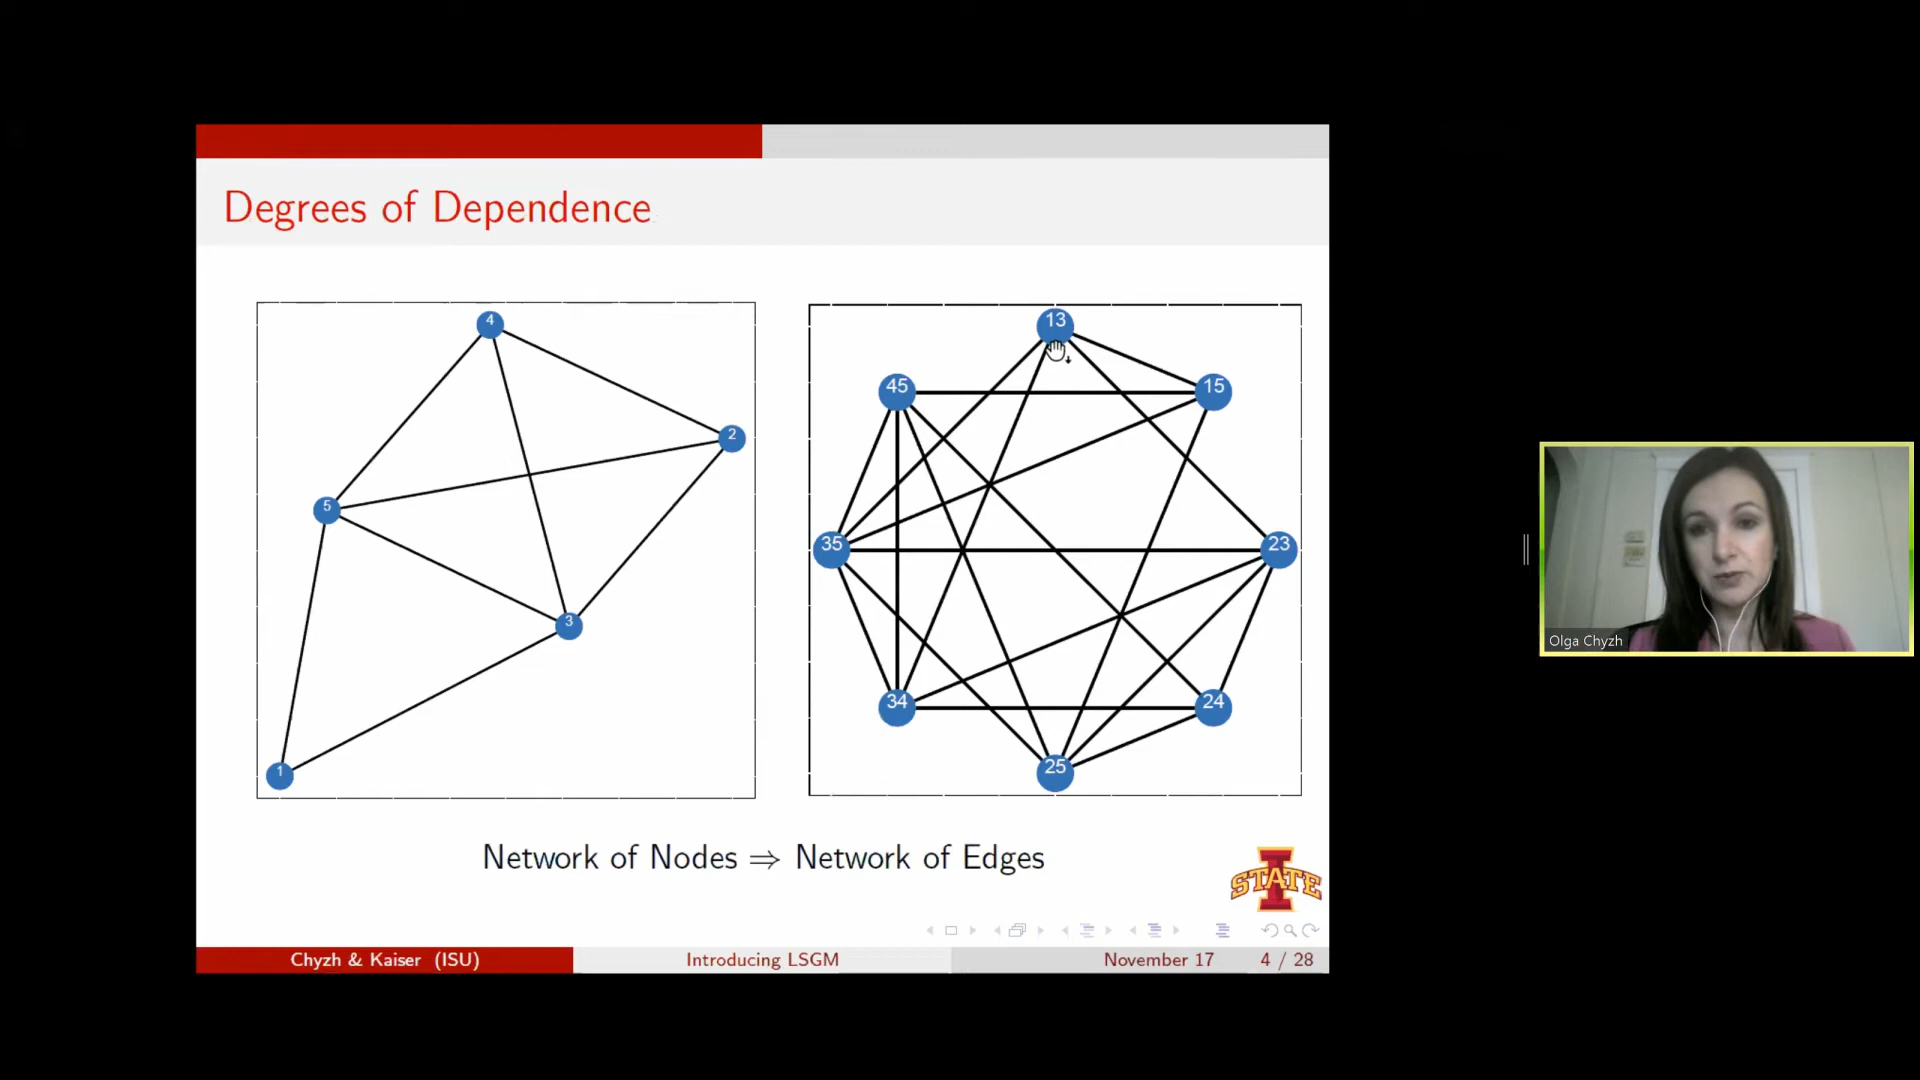 Degrees of Dependence
4
2
5
3
1
13
45
15
35
23
34
24
25
Network of Nodes ⇒ Network of Edges
STATE
Chyzh & Kaiser (ISU) Introducing LSGM November 17 4 / 28
Olga Chyzh